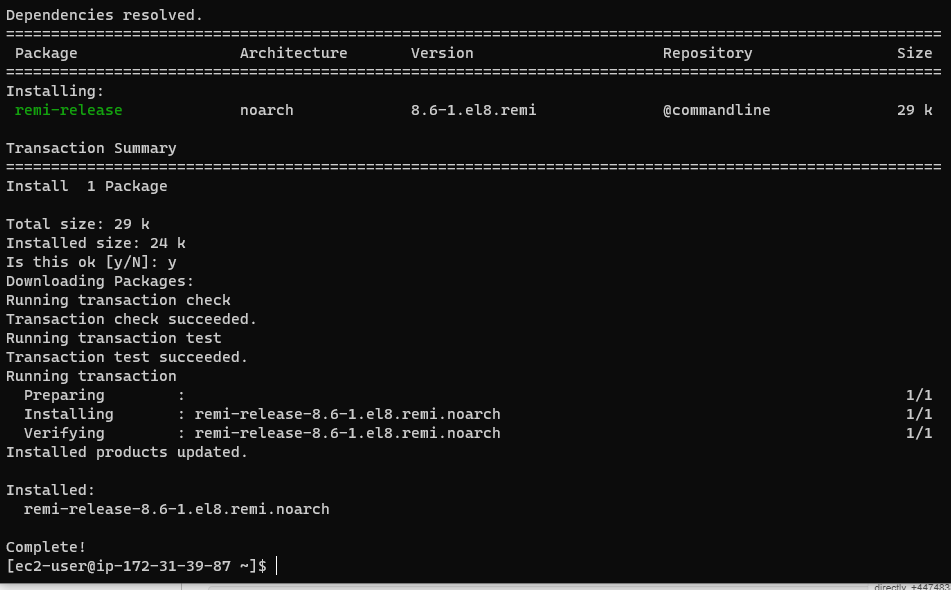 Dependencies resolved.
================================================================================
Package Architecture Version Repository Size
================================================================================
Installing:
remi-release noarch 8.6-1.el8.remi @commandline 29 k
Transaction Summary
================================================================================
Install 1 Package
Total size: 29 k
Installed size: 24 k
Is this ok [y/N]: y
Downloading Packages:
Running transaction check
Transaction check succeeded.
Running transaction test
Transaction test succeeded.
Running transaction
Preparing : 1/1
Installing : remi-release-8.6-1.el8.remi.noarch 1/1
Verifying : remi-release-8.6-1.el8.remi.noarch 1/1
Installed products updated.
Installed:
remi-release-8.6-1.el8.remi.noarch
Complete!
[ec2-user@ip-172-31-39-87 ~]$
directly, +447483